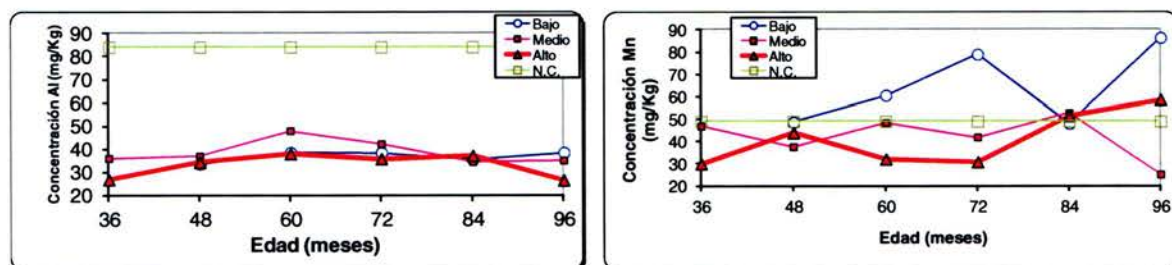 Concentración Al (mg/Kg)
90
80
70
60
50
40
30
20
36 48 60 72 84 96
Edad (meses)
Bajo
Medio
Alto
N.C.
Concentración Mn
(mg/Kg)
90
80
70
60
50
40
30
20
36 48 60 72 84 96
Edad (meses)
Bajo
Medio
Alto
N.C.